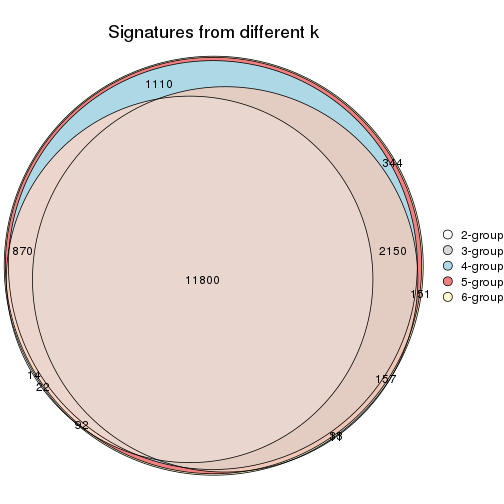 Signatures from different k
1110
344
870
2150
11800
151
14
22
157
92
2-group
3-group
4-group
5-group
6-group